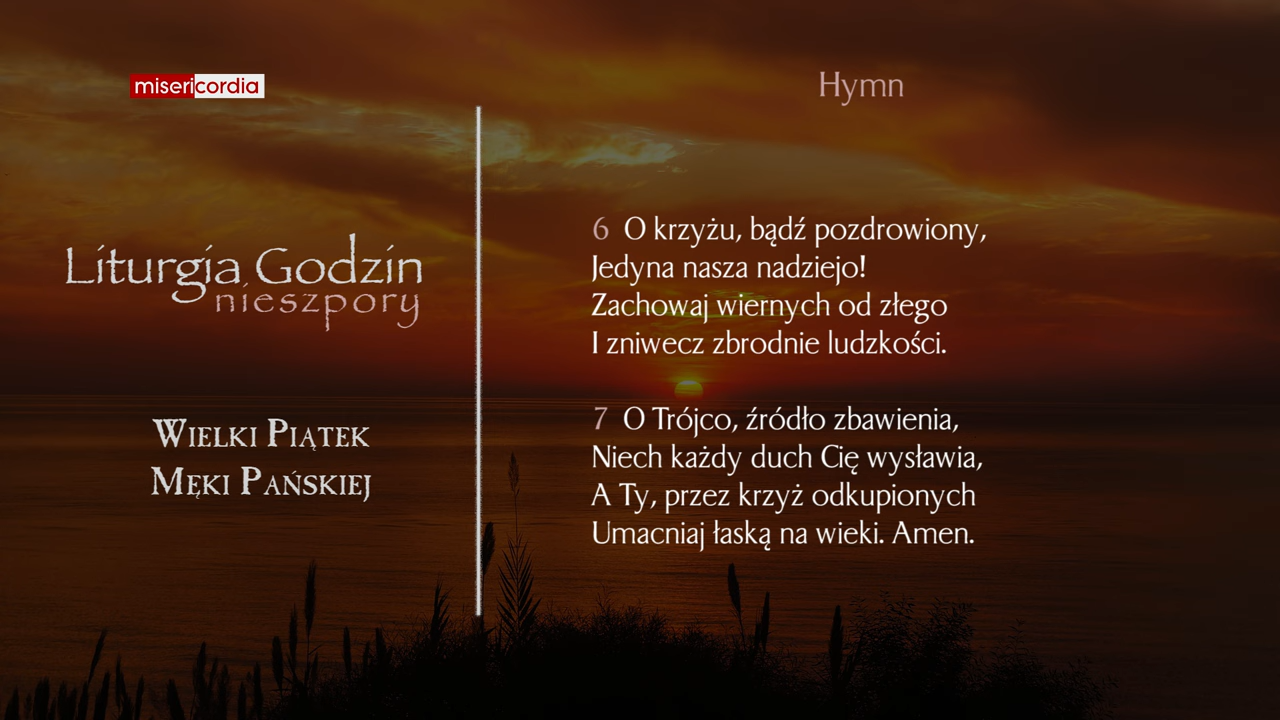 misericordia
Liturgia Godzin
nieszpory
Wielki Piątek
Męki Pańskiej
Hymn
6 O krzyżu, bądź pozdrowiony,
Jedyna nasza nadziejo!
Zachowaj wiernych od złego
I zniwecz zbrodnie ludzkości.
7 O Trójco, źródło zbawienia,
Niech każdy duch Cię wysławia,
A Ty, przez krzyż odkupionych
Umacniaj łaską na wieki. Amen.